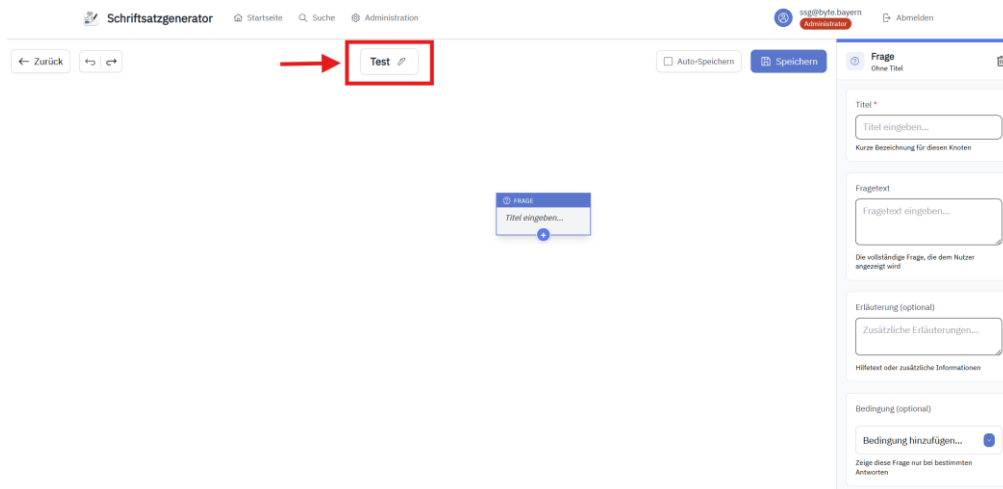 Schriftsatzgenerator
Startseite
Suche
Administration
ssg@byte.bayern
Administrator
Abmelden
Zurück
Test
Auto-Speichern
Speichern
Frage
Ohne Titel
Titel *
Titel eingeben...
Kurze Bezeichnung für diesen Knoten
FRAGE
Titel eingeben...
Fragetext
Fragetext eingeben...
Die vollständige Frage, die dem Nutzer
angezeigt wird
Erläuterung (optional)
Zusätzliche Erläuterungen...
Hilfetext oder zusätzliche Informationen
Bedingung (optional)
Bedingung hinzufügen...
Zeige diese Frage nur bei bestimmten
Antworten